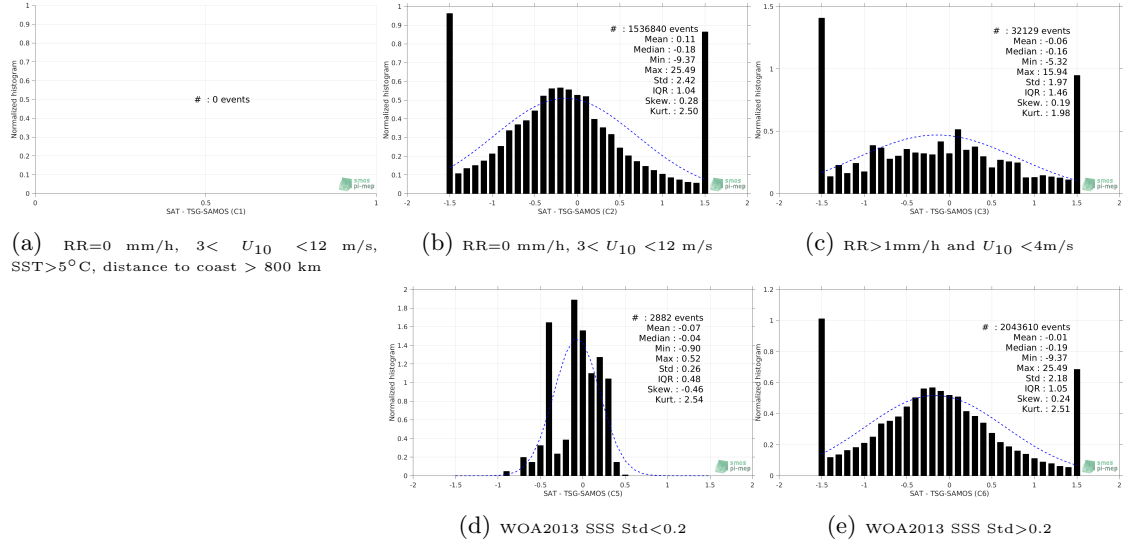 1
0.9
0.8
0.7
0.6
0.5
0.4
0.3
0.2
0.1
0
Normalized histogram
# : 0 events
smos
pi-mep
0 0.5 1
SAT - TSG-SAMOS (C1)
(a) RR=0 mm/h, 3< U10 <12 m/s,
SST>5°C, distance to coast > 800 km
1
0.9
0.8
0.7
0.6
0.5
0.4
0.3
0.2
0.1
0
Normalized histogram
# : 1536840 events
Mean : 0.11
Median : -0.18
Min : -9.37
Max : 25.49
Std : 2.42
IQR : 1.04
Skew. : 0.28
Kurt. : 2.50
smos
pi-mep
-2 -1.5 -1 -0.5 0 0.5 1 1.5 2
SAT - TSG-SAMOS (C2)
(b) RR=0 mm/h, 3< U10 <12 m/s
1.5
1
0.5
0
Normalized histogram
# : 32129 events
Mean : -0.06
Median : -0.16
Min : -5.32
Max : 15.94
Std : 1.97
IQR : 1.46
Skew. : 0.19
Kurt. : 1.98
smos
pi-mep
-2 -1.5 -1 -0.5 0 0.5 1 1.5 2
SAT - TSG-SAMOS (C3)
(c) RR>1mm/h and U10 <4m/s
2
1.8
1.6
1.4
1.2
1
0.8
0.6
0.4
0.2
0
Normalized histogram
# : 2882 events
Mean : -0.07
Median : -0.04
Min : -0.90
Max : 0.52
Std : 0.26
IQR : 0.48
Skew. : -0.46
Kurt. : 2.54
smos
pi-mep
-2 -1.5 -1 -0.5 0 0.5 1 1.5 2
SAT - TSG-SAMOS (C5)
(d) WOA2013 SSS Std<0.2
1.2
1
0.8
0.6
0.4
0.2
0
Normalized histogram
# : 2043610 events
Mean : -0.01
Median : -0.19
Min : -9.37
Max : 25.49
Std : 2.18
IQR : 1.05
Skew. : 0.24
Kurt. : 2.51
smos
pi-mep
-2 -1.5 -1 -0.5 0 0.5 1 1.5 2
SAT - TSG-SAMOS (C6)
(e) WOA2013 SSS Std>0.2